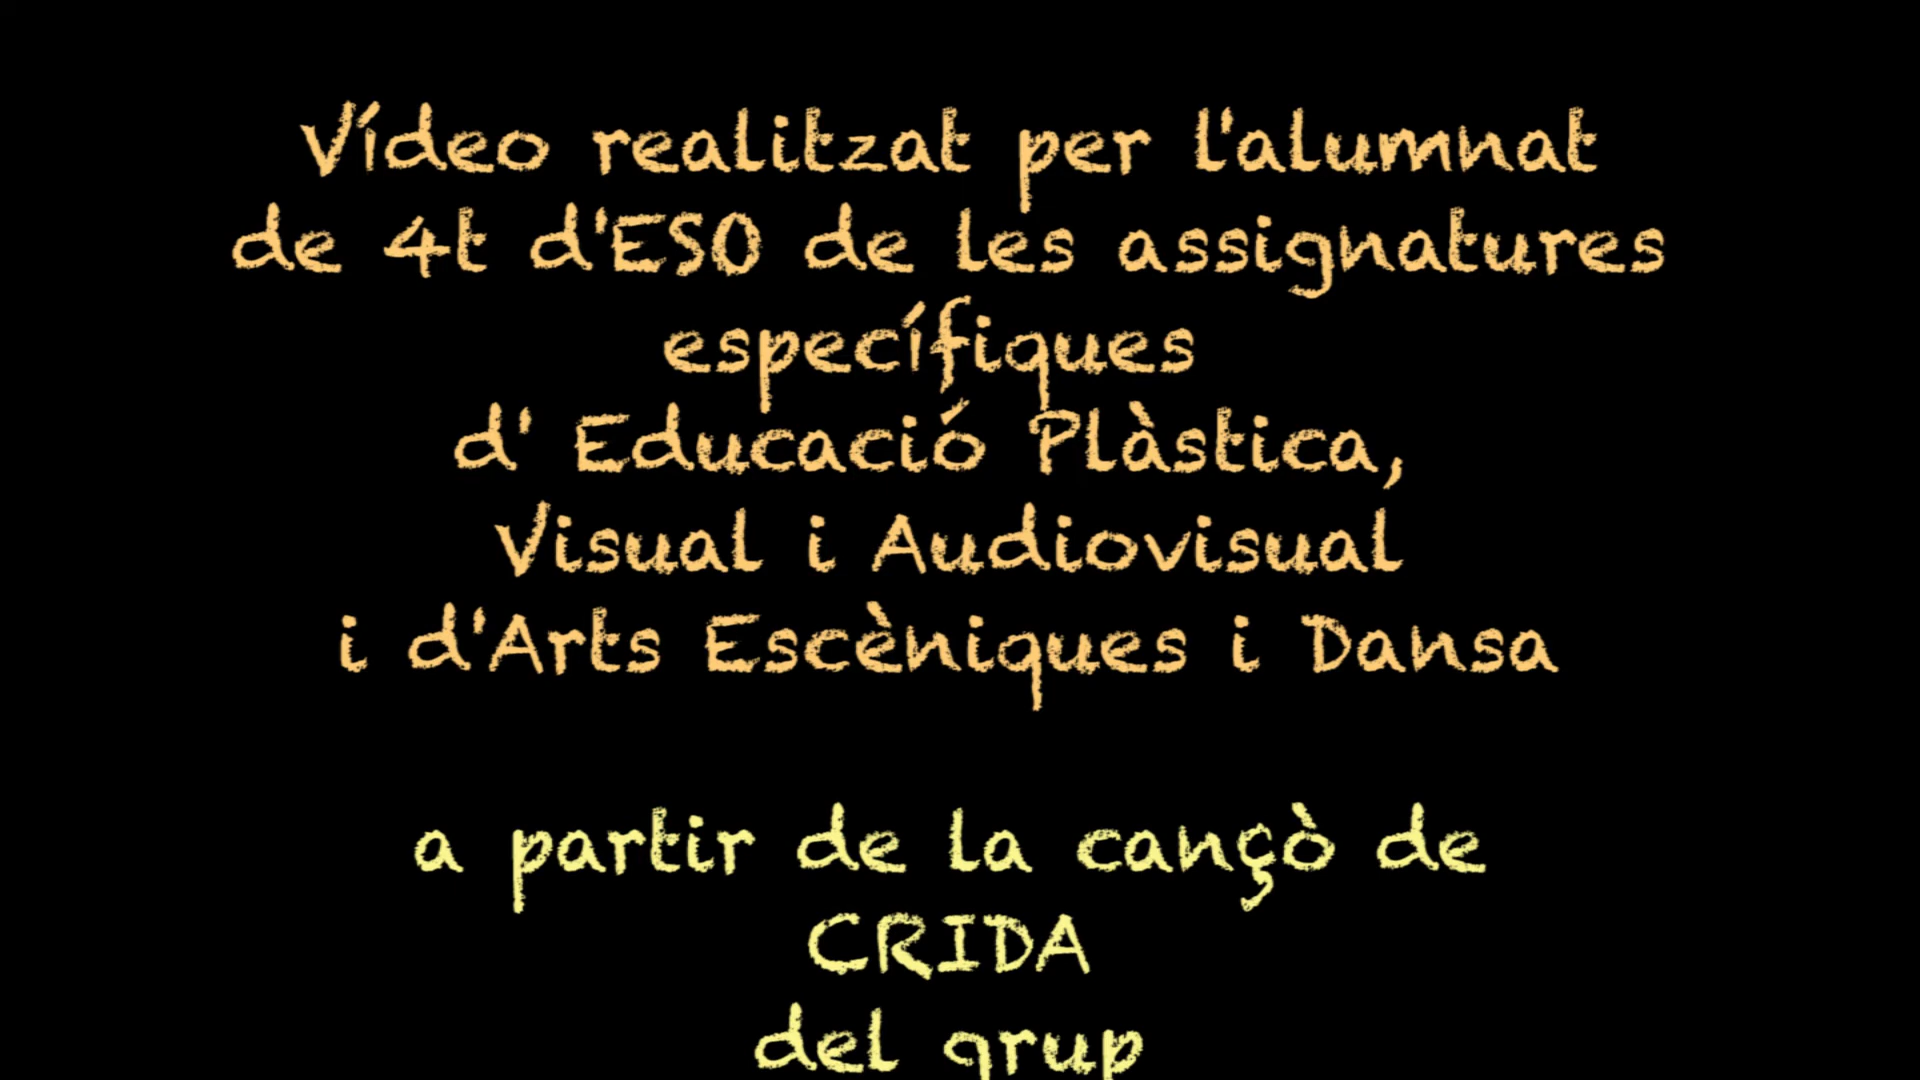 Vídeo realitzat per l'alumnat
de 4t d'ESO de les assignatures
específiques
d' Educació Plàstica,
Visual i Audiovisual
i d'Arts Escèniques i Dansa
a partir de la cançò de
CRIDA
del grup